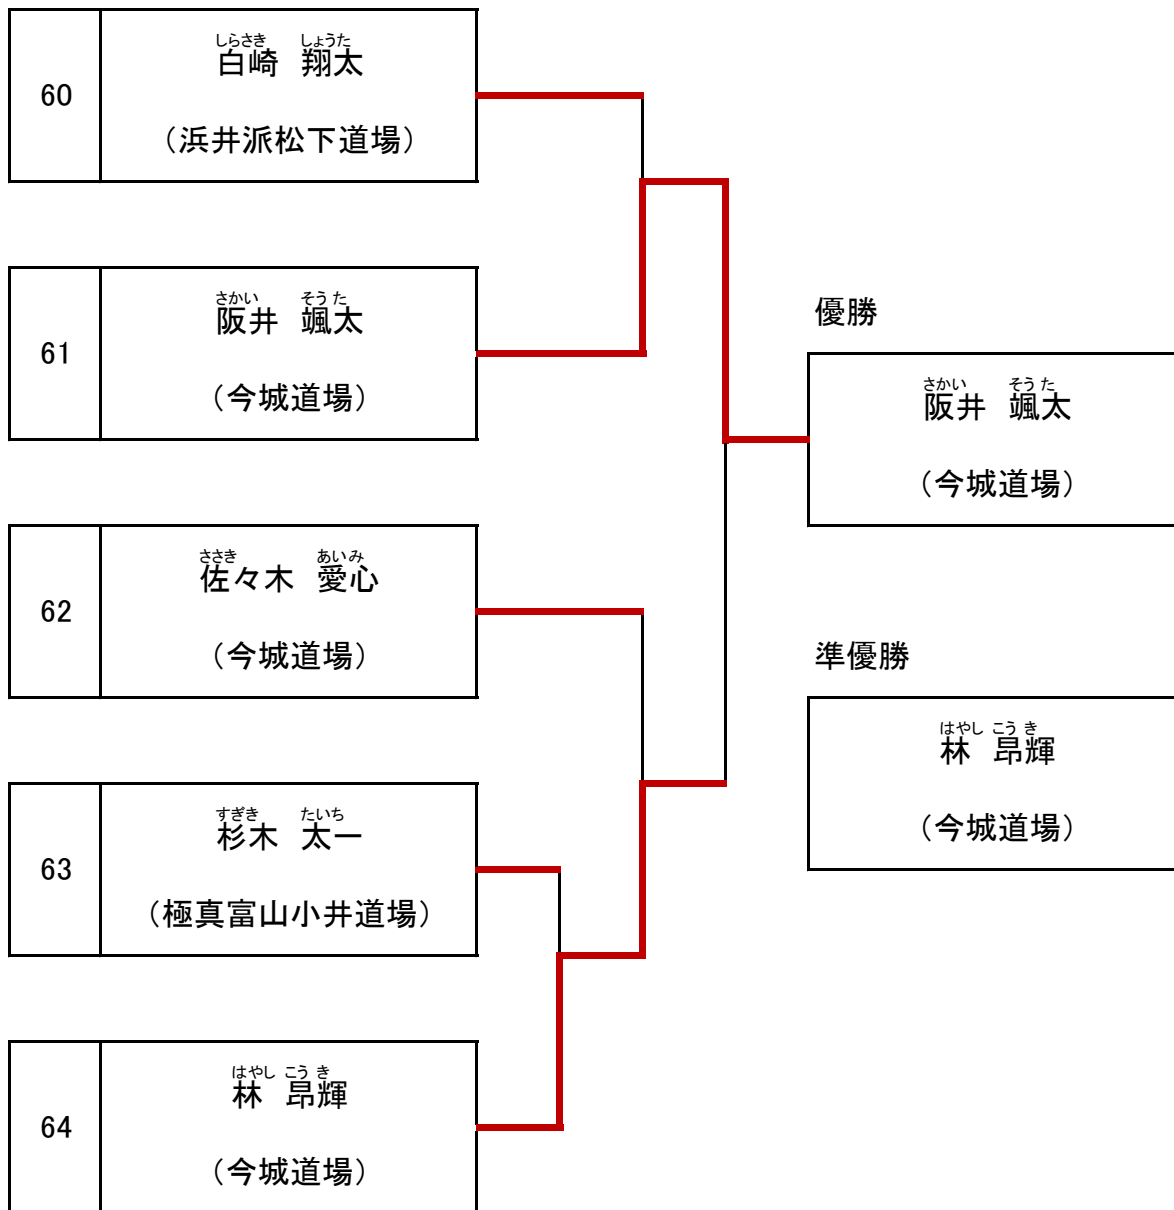 60
しらさき しょうた
白崎 翔太
（浜井派松下道場）
61
さかい そうた
阪井 颯太
（今城道場）
62
ささき あいみ
佐々木 愛心
（今城道場）
63
すぎき たいち
杉木 太一
（極真富山小井道場）
64
はやし こうき
林 昂輝
（今城道場）
優勝
さかい そうた
阪井 颯太
（今城道場）
準優勝
はやし こうき
林 昂輝
（今城道場）